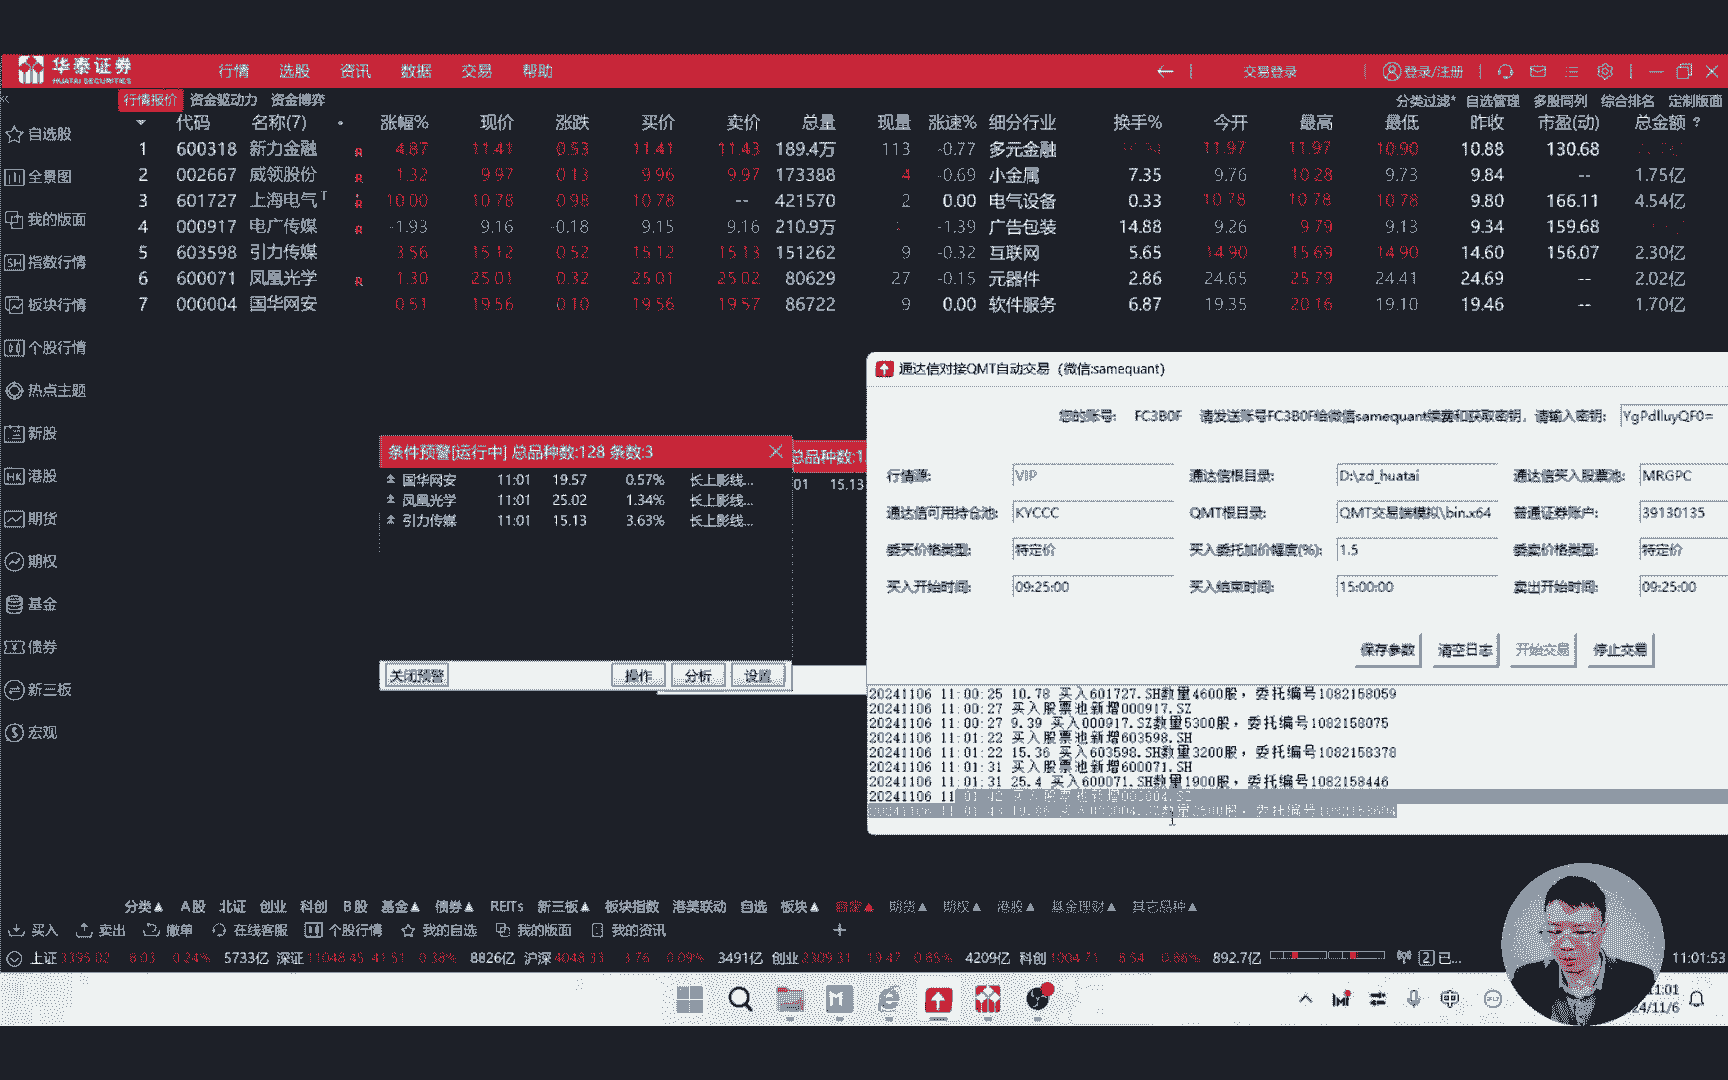 华泰证券 行情 选股 资讯 数据 交易 帮助 交易登录 登录/注册
HUATAI SECURITIES
行情报价 资金驱动力 资金博弈 分类过滤* 自选管理 多股同列 综合排名 定制版面
代码 名称(7) 涨幅% 现价 涨跌 买价 卖价 总量 现量 涨速% 细分行业 换手% 今开 最高 最低 昨收 市盈(动) 总金额 ?
1 600318 新力金融 R 4.87 11.41 0.53 11.41 11.43 189.4万 113 -0.77 多元金融 11.97 11.97 10.90 10.88 130.68
2 002667 威领股份 R 1.32 9.97 0.13 9.96 9.97 173388 4 -0.69 小金属 7.35 9.76 10.28 9.73 9.84 -- 1.75亿
3 601727 上海电气 R 10.00 10.78 0.98 10.78 -- 421570 2 0.00 电气设备 0.33 10.78 10.78 10.78 9.80 166.11 4.54亿
4 000917 电广传媒 R -1.93 9.16 -0.18 9.15 9.16 210.9万 -1.39 广告包装 14.88 9.26 9.79 9.13 9.34 159.68
5 603598 引力传媒 3.56 15.12 0.52 15.12 15.13 151262 9 -0.32 互联网 5.65 14.90 15.69 14.90 14.60 156.07 2.30亿
6 600071 凤凰光学 R 1.30 25.01 0.32 25.01 25.02 80629 27 -0.15 元器件 2.86 24.65 25.79 24.41 24.69 -- 2.02亿
7 000004 国华网安 0.51 19.56 0.10 19.56 19.57 86722 9 0.00 软件服务 6.87 19.35 20.16 19.10 19.46 -- 1.70亿
自选股
全景图
我的版面
SH 指数行情
板块行情
个股行情
热点主题
新股
HK 港股
期货
期权
基金
债券
新三板
宏观
条件预警[运行中] 总品种数:128 条数:3
国华网安 11:01 19.57 0.57% 长上影线...
凤凰光学 11:01 25.02 1.34% 长上影线...
引力传媒 11:01 15.13 3.63% 长上影线...
关闭预警 操作 分析 设置
总品种数:1
01 15.13
通达信对接QMT自动交易 (微信:samequant)
您的账号: FC3B0F 请发送账号FC3B0F给微信samequant续费和获取密钥, 请输入密钥: YgPdlluyQF0=
行情源: VIP 通达信根目录: D:\zd_huatai 通达信买入股票池: MRGPC
通达信可用持仓池: KYCCC QMT根目录: QMT交易端模拟\bin.x64 普通证券账户: 39130135
委买价格类型: 特定价 买入委托加价幅度(%): 1.5 委卖价格类型: 特定价
买入开始时间: 09:25:00 买入结束时间: 15:00:00 卖出开始时间: 09:25:00
保存参数 清空日志 开始交易 停止交易
20241106 11:00:25 10.78 买入601727.SH数量4600股，委托编号1082158059
20241106 11:00:27 买入股票池新增000917.SZ
20241106 11:00:27 9.39 买入000917.SZ数量5300股，委托编号1082158075
20241106 11:01:22 买入股票池新增603598.SH
20241106 11:01:22 15.36 买入603598.SH数量3200股，委托编号1082158378
20241106 11:01:31 买入股票池新增600071.SH
20241106 11:01:31 25.4 买入600071.SH数量1900股，委托编号1082158446
20241106 11:01:42 买入股票池新增000004.SZ
20241106 11:01:43 19.86 买入000004.SZ数量2500股，委托编号
分类▲ A股 北证 创业 科创 B股 基金▲ 债券▲ REITs 新三板▲ 板块指数 港美联动 自选 板块▲ 自定▲ 期货▲ 期权▲ 港股▲ 基金理财▲ 其它品种▲
买入 卖出 撤单 在线客服 个股行情 我的自选 我的版面 我的资讯 +
上证 3395.02 8.03 0.24% 5733亿 深证 11048.45 41.51 0.38% 8826亿 沪深 4048.33 3.76 0.09% 3491亿 创业 2309.31 19.47 0.85% 4209亿 科创 1004.71 8.54 0.86% 892.7亿 2 已... 11:01:53
11:01
24/11/6